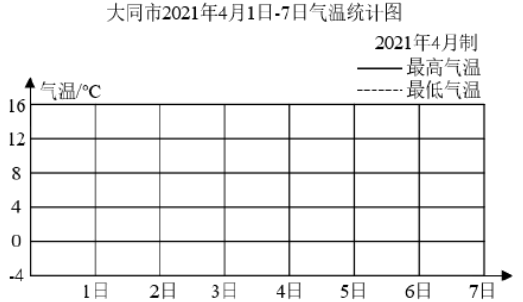 大同市2021年4月1日-7日气温统计图
2021年4月制
最高气温
最低气温
气温/℃
16
12
8
4
0
-4
1日 2日 3日 4日 5日 6日 7日